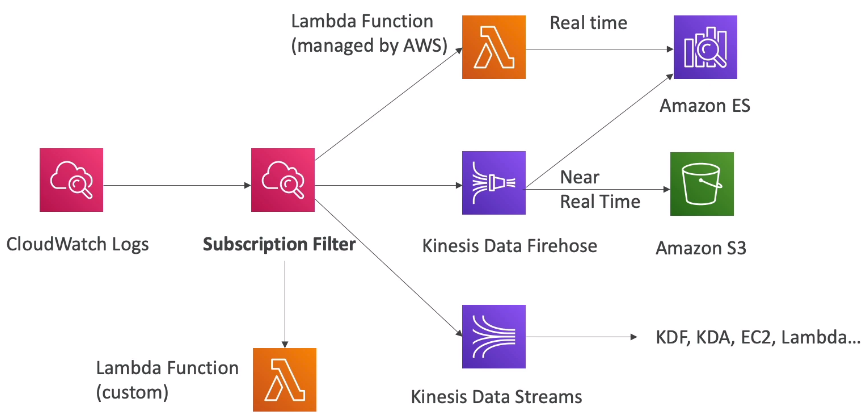 Lambda Function
(managed by AWS)
Real time
Amazon ES
Near
Real Time
CloudWatch Logs
Subscription Filter
Kinesis Data Firehose
Amazon S3
KDF, KDA, EC2, Lambda...
Lambda Function
(custom)
Kinesis Data Streams